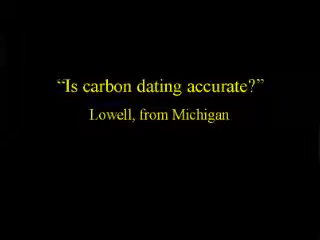 “Is carbon dating accurate?”
Lowell, from Michigan